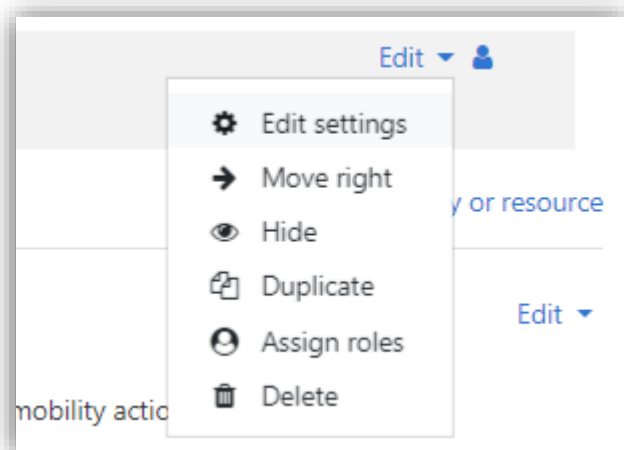 Edit
Edit settings
Move right
y or resource
Hide
Duplicate
Edit
Assign roles
Delete
mobility actio